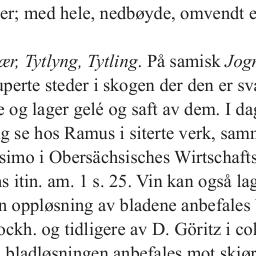 er; med hele, nedbøyde, omvendt e
ær, Tytlyng, Tytling. På samisk Jogn
uperte steder i skogen der den er sva
e og lager gelé og saft av dem. I dag
g se hos Ramus i siterte verk, samm
simo i Obersächsisches Wirtschafts
s itin. am. 1 s. 25. Vin kan også lag
n oppløsning av bladene anbefales
ockh. og tidligere av D. Göritz i col
bladløsningen anbefales mot skjør